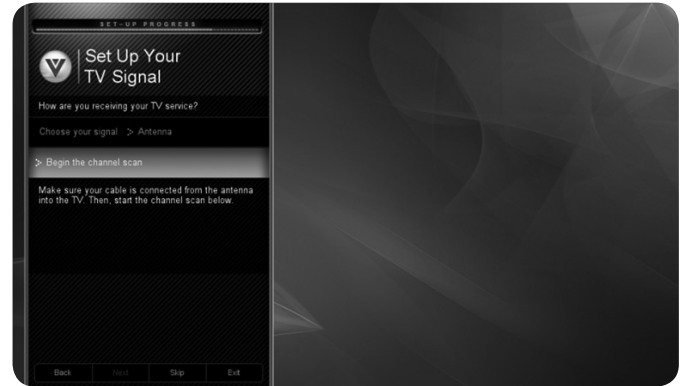 SET-UP PROGRESS
Set Up Your
TV Signal
How are you receiving your TV service?
Choose your signal > Antenna
> Begin the channel scan
Make sure your cable is connected from the antenna
into the TV. Then, start the channel scan below.
Back Next Skip Exit